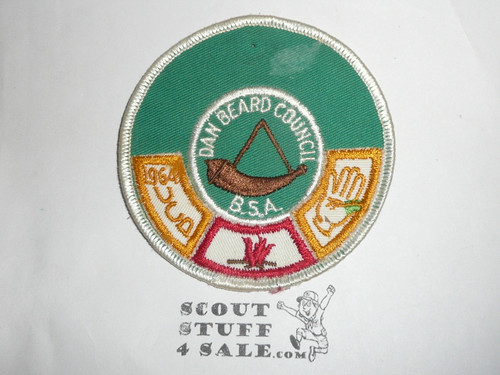 DAN BEARD COUNCIL
B.S.A.
1964
SCOUT
STUFF
4 SALE.com